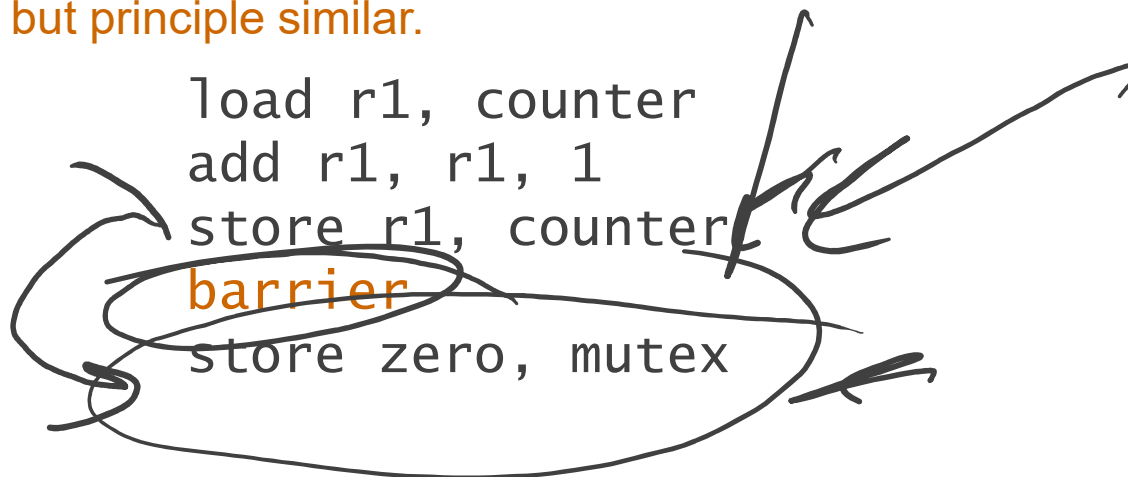 but principle similar.
load r1, counter
add r1, r1, 1
store r1, counter
barrier
store zero, mutex